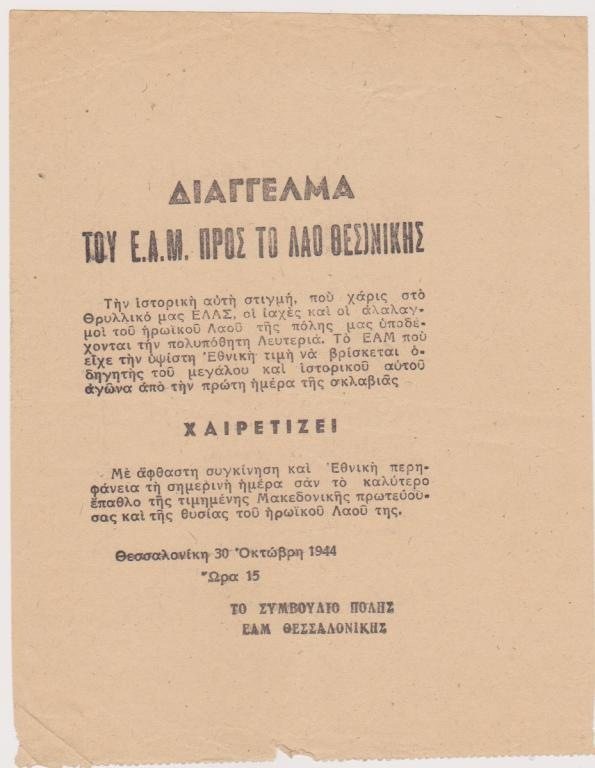 ΔΙΑΓΓΕΛΜΑ
ΤΟΥ Ε.Α.Μ. ΠΡΟΣ ΤΟ ΛΑΟ ΘΕΣ)ΝΙΚΗΣ
Τὴν ἱστορικὴ αὐτὴ στιγμή, ποὺ χάρις στὸ
Θρυλλικό μας ΕΛΑΣ, οἱ ἰαχὲς καὶ οἱ ἀλαλαγ-
μοὶ τοῦ ἡρωϊκοῦ Λαοῦ τῆς πόλης μας ὑποδέ-
χονται τὴν πολυπόθητη Λευτεριά. Τὸ ΕΑΜ ποὺ
εἶχε τὴν ὑψίστη Ἐθνικὴ τιμὴ νὰ βρίσκεται ὁ-
δηγητὴς τοῦ μεγάλου καὶ ἱστορικοῦ αὐτοῦ
ἀγώνα ἀπὸ τὴν πρώτη ἡμέρα τῆς σκλαβιᾶς
ΧΑΙΡΕΤΙΖΕΙ
Μὲ ἄφθαστη συγκίνηση καὶ Ἐθνικὴ περη-
φάνεια τὴ σημερινὴ ἡμέρα σὰν τὸ καλύτερο
ἔπαθλο τῆς τιμημένης Μακεδονικῆς πρωτεύου-
σας καὶ τῆς θυσίας τοῦ ἡρωϊκοῦ Λαοῦ της.
Θεσσαλονίκη 30 Ὀκτώβρη 1944
Ὥρα 15
ΤΟ ΣΥΜΒΟΥΛΙΟ ΠΟΛΗΣ
ΕΑΜ ΘΕΣΣΑΛΟΝΙΚΗΣ